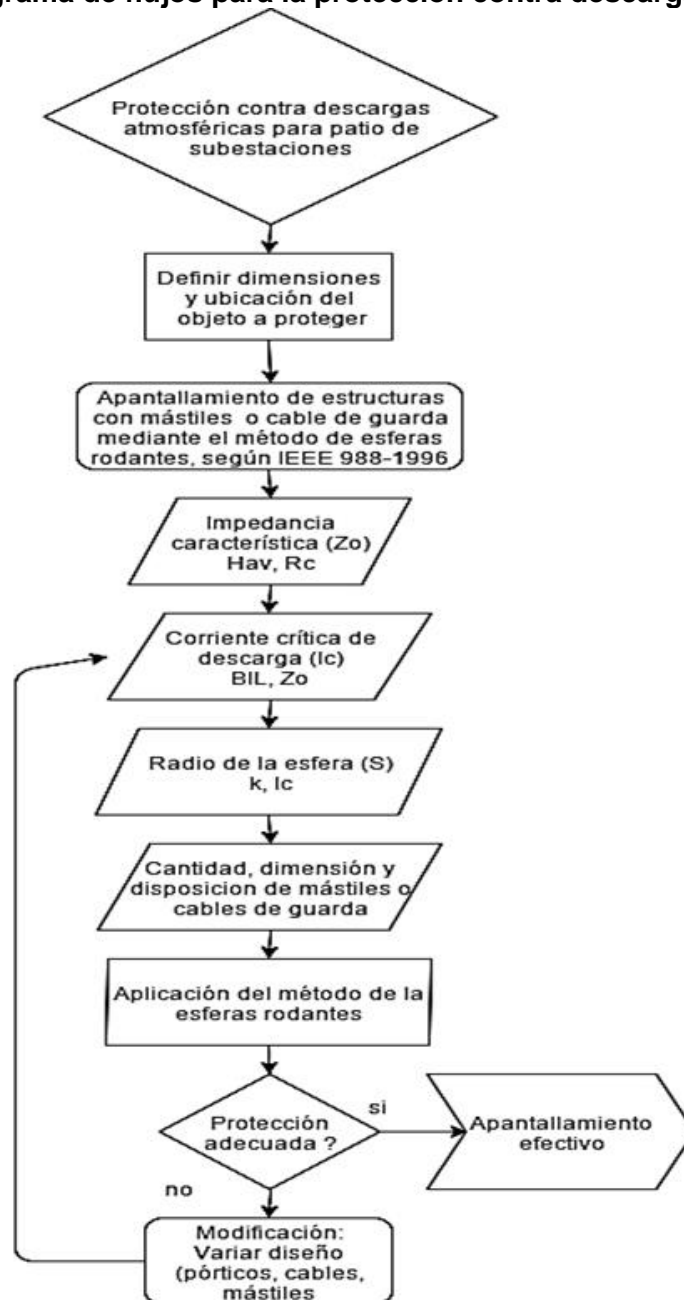 grama de flujos para la protección contra descarg
Protección contra descargas
atmosféricas para patio de
subestaciones
Definir dimensiones
y ubicación del
objeto a proteger
Apantallamiento de estructuras
con mástiles o cable de guarda
mediante el método de esferas
rodantes, según IEEE 988-1996
Impedancia
característica (Zo)
Hav, Rc
Corriente crítica de
descarga (Ic)
BIL, Zo
Radio de la esfera (S)
k, Ic
Cantidad, dimensión y
disposicion de mástiles o
cables de guarda
Aplicación del método de la
esferas rodantes
Protección
adecuada ?
si
Apantallamiento
efectivo
no
Modificación:
Variar diseño
(pórticos, cables,
mástiles